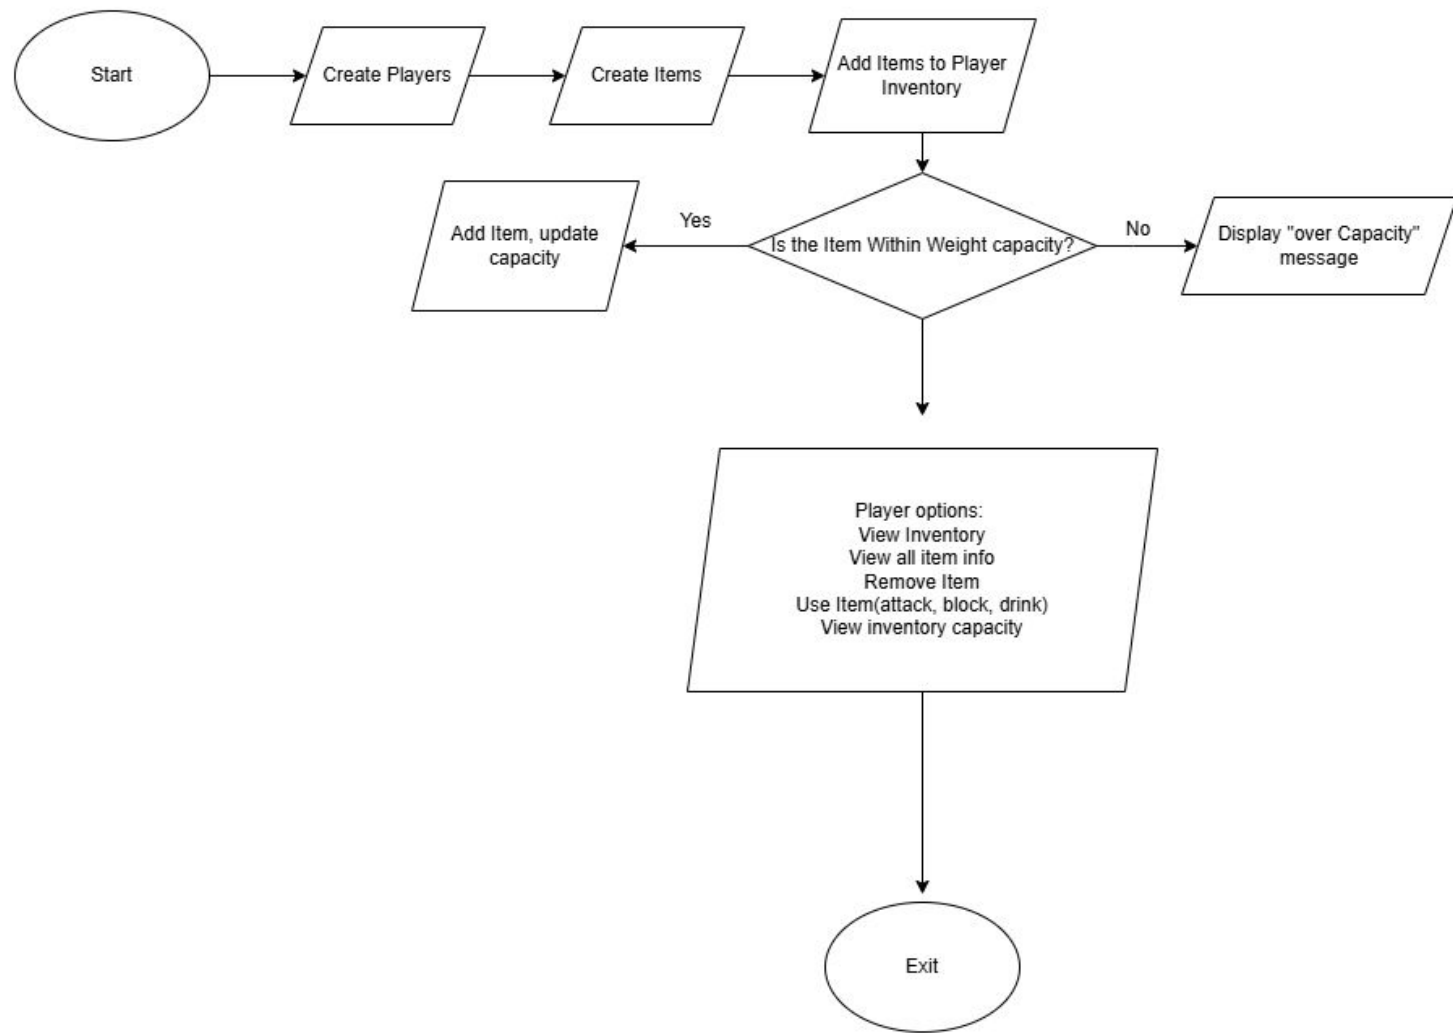 Start
Create Players
Create Items
Add Items to Player
Inventory
Yes
Is the Item Within Weight capacity?
No
Add Item, update
capacity
Display "over Capacity"
message
Player options:
View Inventory
View all item info
Remove Item
Use Item(attack, block, drink)
View inventory capacity
Exit